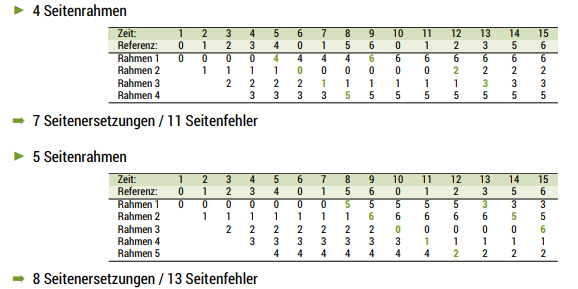 ► 4 Seitenrahmen
Zeit: 1 2 3 4 5 6 7 8 9 10 11 12 13 14 15
Referenz: 0 1 2 3 4 0 1 5 6 0 1 2 3 5 6
Rahmen 1 0 0 0 0 4 4 4 4 6 6 6 6 6 6 6
Rahmen 2 1 1 1 1 0 0 0 0 0 0 2 2 2 2
Rahmen 3 2 2 2 2 1 1 1 1 1 1 3 3 3
Rahmen 4 3 3 3 3 5 5 5 5 5 5 5 5
➡ 7 Seitenersetzungen / 11 Seitenfehler
► 5 Seitenrahmen
Zeit: 1 2 3 4 5 6 7 8 9 10 11 12 13 14 15
Referenz: 0 1 2 3 4 0 1 5 6 0 1 2 3 5 6
Rahmen 1 0 0 0 0 0 0 0 5 5 5 5 5 3 3 3
Rahmen 2 1 1 1 1 1 1 1 6 6 6 6 6 5 5
Rahmen 3 2 2 2 2 2 2 2 0 0 0 0 0 6
Rahmen 4 3 3 3 3 3 3 3 1 1 1 1 1
Rahmen 5 4 4 4 4 4 4 4 2 2 2 2
➡ 8 Seitenersetzungen / 13 Seitenfehler